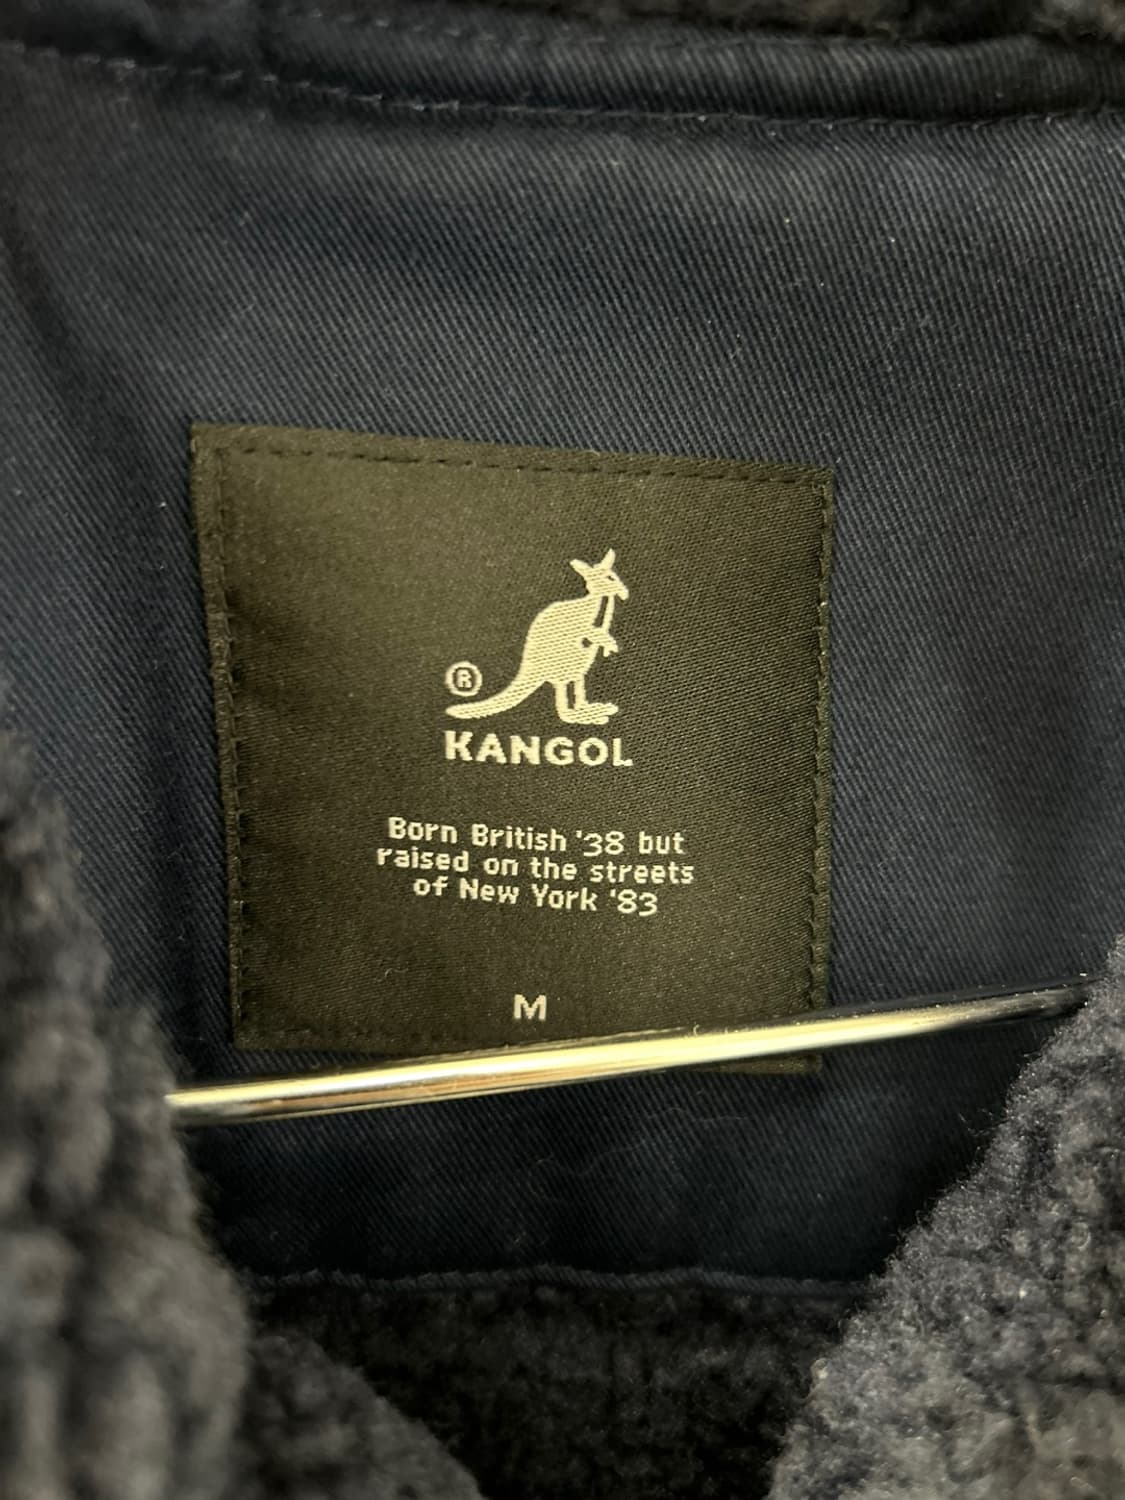 ®
KANGOL
Born British '38 but
raised on the streets
of New York '83
M